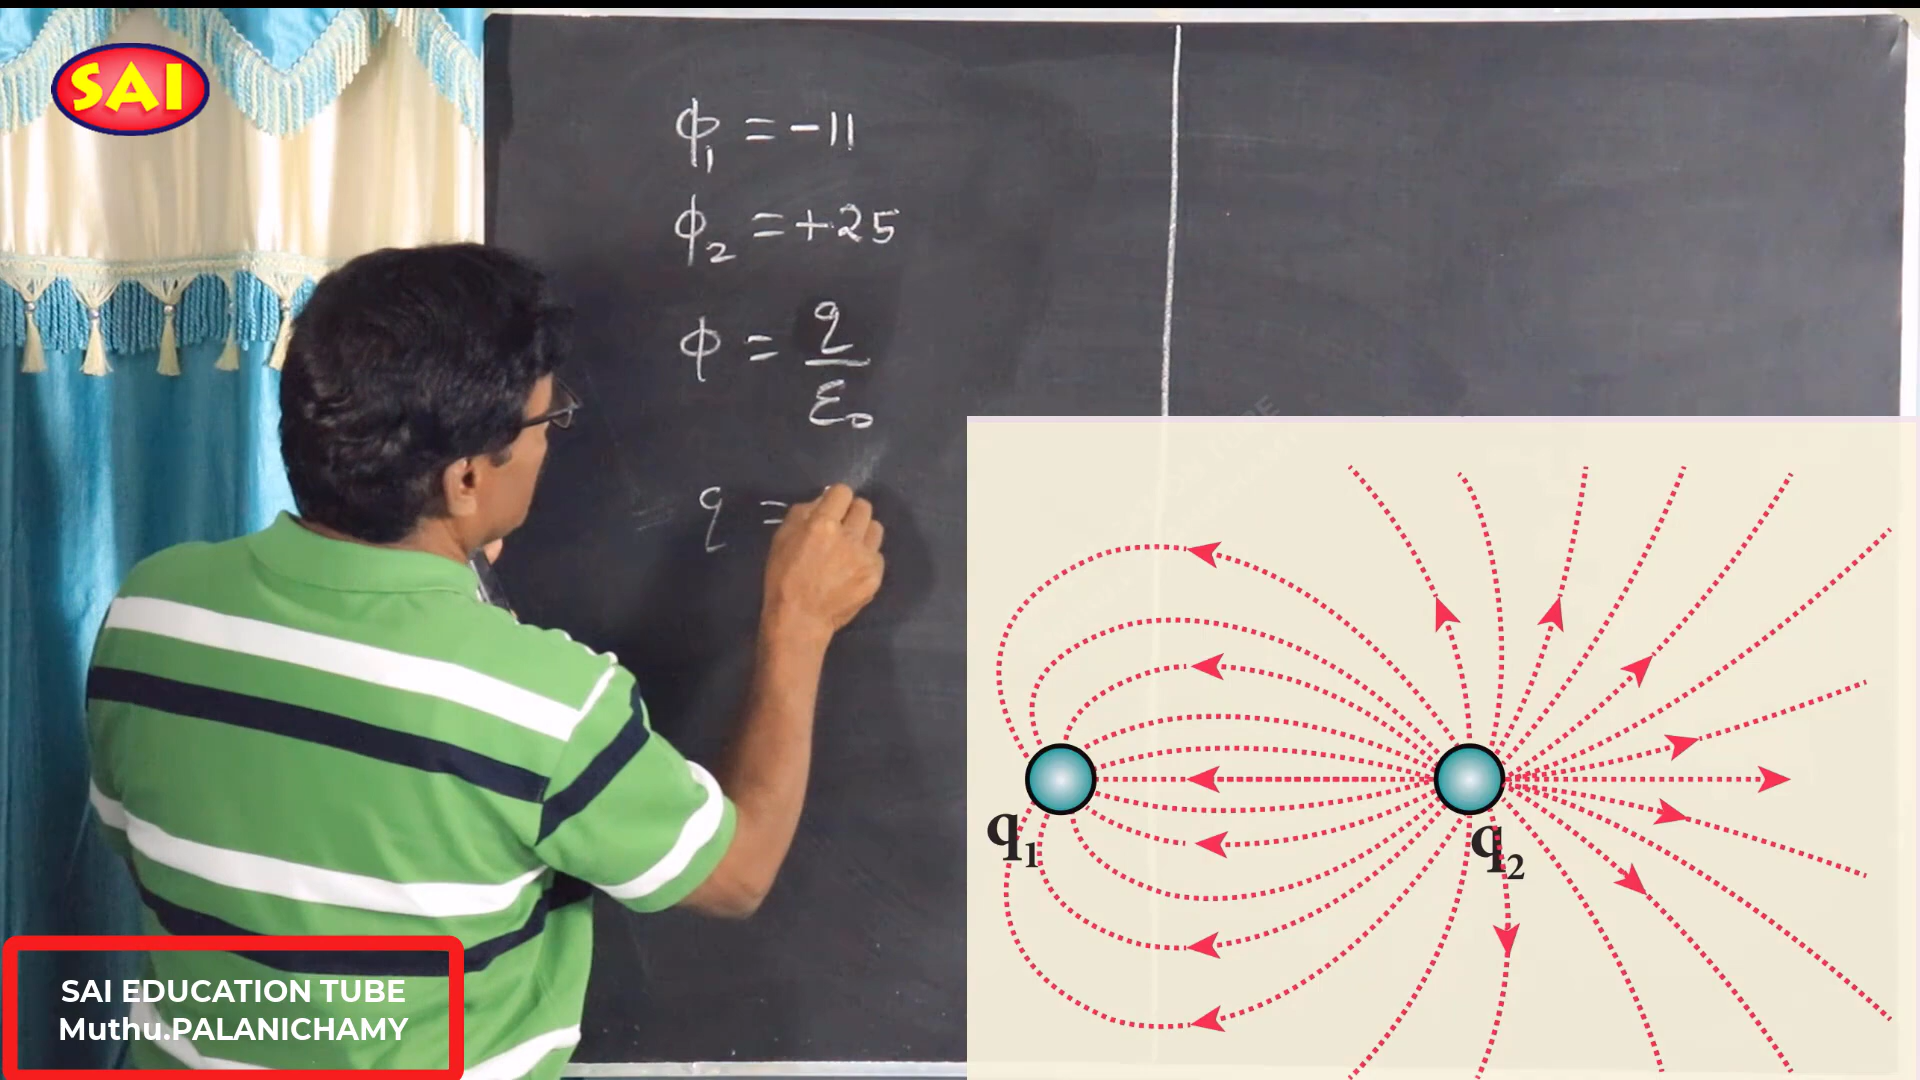 SAI
ϕ₁ = -11
ϕ₂ = +25
ϕ = q/ε₀
q =
q₁
q₂
SAI EDUCATION TUBE
Muthu.PALANICHAMY